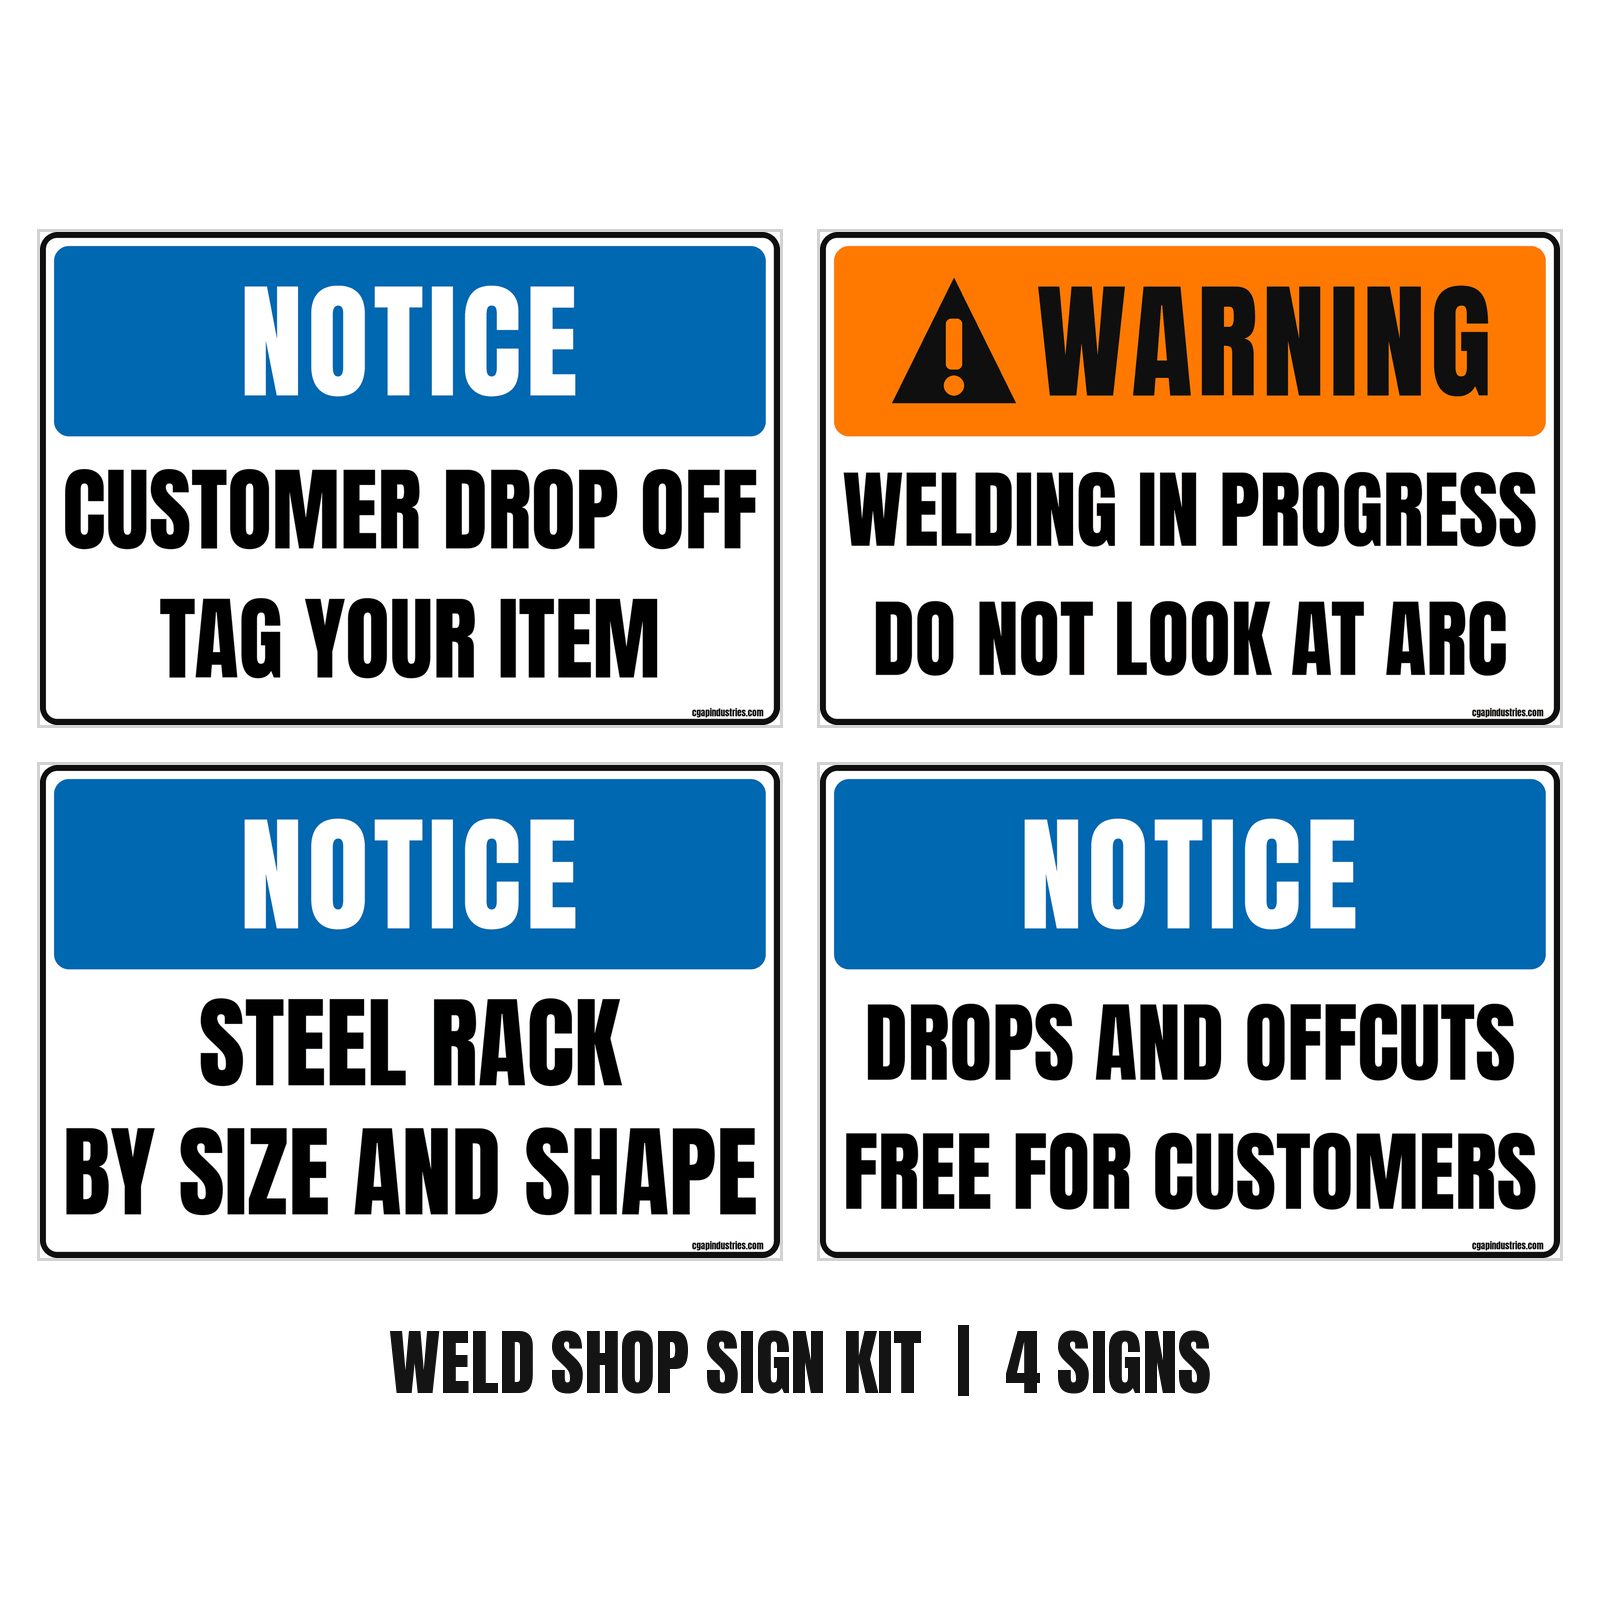 NOTICE
CUSTOMER DROP OFF
TAG YOUR ITEM
cgapindustries.com
WARNING
WELDING IN PROGRESS
DO NOT LOOK AT ARC
cgapindustries.com
NOTICE
STEEL RACK
BY SIZE AND SHAPE
cgapindustries.com
NOTICE
DROPS AND OFFCUTS
FREE FOR CUSTOMERS
cgapindustries.com
WELD SHOP SIGN KIT | 4 SIGNS